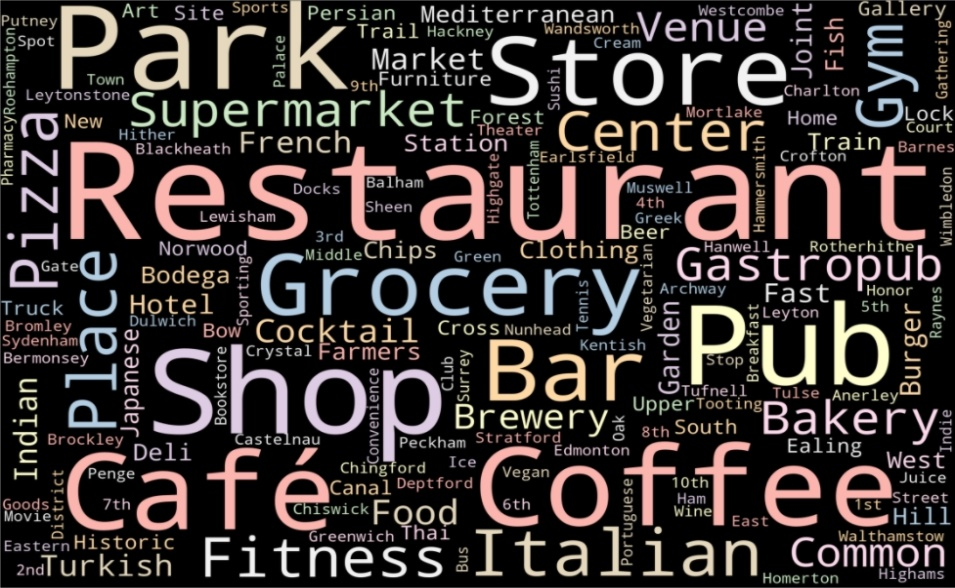 Putney
Art
Site
Sports
Persian
Mediterranean
Westcombe
Gallery
Spot
Park
Palace
Trail
Hackney
Wandsworth
Cream
Venue
Joint
Fish
Gym
Gathering
Roehampton
Pharmacy
Town
9th
Market
Furniture
Store
Sushi
Charlton
Leytonstone
Supermarket
Forest
Mortlake
Home
Lock
Court
New
Hither
French
Station
Theater
Center
Train
Barnes
Pizza
Blackheath
Earlsfield
Crofton
Restaurant
Docks
Balham
Sheen
Highgate
Tottenham
Muswell
4th
Greek
Hammersmith
Wimbledon
Lewisham
Beer
Norwood
3rd
Middle
Chips
Green
Clothing
Hanwell
Rotherhithe
Gate
Place
Bodega
Sporting
Grocery
Tennis
Vegetarian
Gastropub
Archway
Fast
Honor
5th
Raynes
Truck
Hotel
Leyton
Bromley
Dulwich
Bow
Cocktail
Cross
Nunhead
Garden
Pub
Breakfast
Burger
Sydenham
Bermonsey
Japanese
Crystal
Farmers
Kentish
Stop
Shop
Bookstore
Convenience
Club
Surrey
Bar
Tufnell
Tulse
Anerley
Indian
Brewery
Oak
Upper
Tooting
Bakery
Indie
Brockley
Deli
Castelnau
Peckham
Stratford
Edmonton
8th
South
Ealing
West
Juice
Café
Penge
7th
Chingford
Ice
Vegan
Coffee
10th
Ham
Wine
1st
Street
Goods
Movie
District
Canal
Deptford
6th
Portuguese
East
Hill
Chiswick
Food
Walthamstow
Eastern
Historic
Greenwich
Thai
Bus
Italian
Common
2nd
Turkish
Fitness
Homerton
Highams